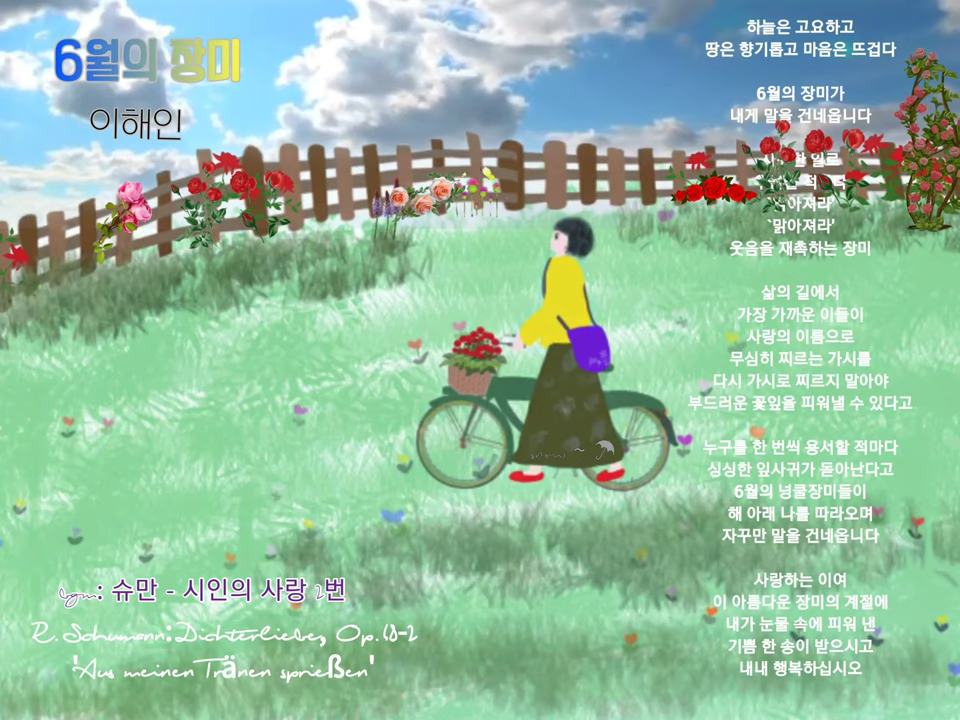 6월의 장미
이해인
하늘은 고요하고
땅은 향기롭고 마음은 뜨겁다
6월의 장미가
내게 말을 건네옵니다
일르
아져라'
`맑아져라'
웃음을 재촉하는 장미
삶의 길에서
가장 가까운 이들이
사랑의 이름으로
무심히 찌르는 가시를
다시 가시로 찌르지 말아야
부드러운 꽃잎을 피워낼 수 있다고
누구를 한 번씩 용서할 적마다
싱싱한 잎사귀가 돋아난다고
6월의 넝쿨장미들이
해 아래 나를 따라오며
자꾸만 말을 건네옵니다
사랑하는 이여
이 아름다운 장미의 계절에
내가 눈물 속에 피워 낸
기쁨 한 송이 받으시고
내내 행복하십시오
snow ~
bgm: 슈만 - 시인의 사랑 2번
R. Schumann: Dichterliebe, Op.48-2
'Aus meinen Tränen sprießen'